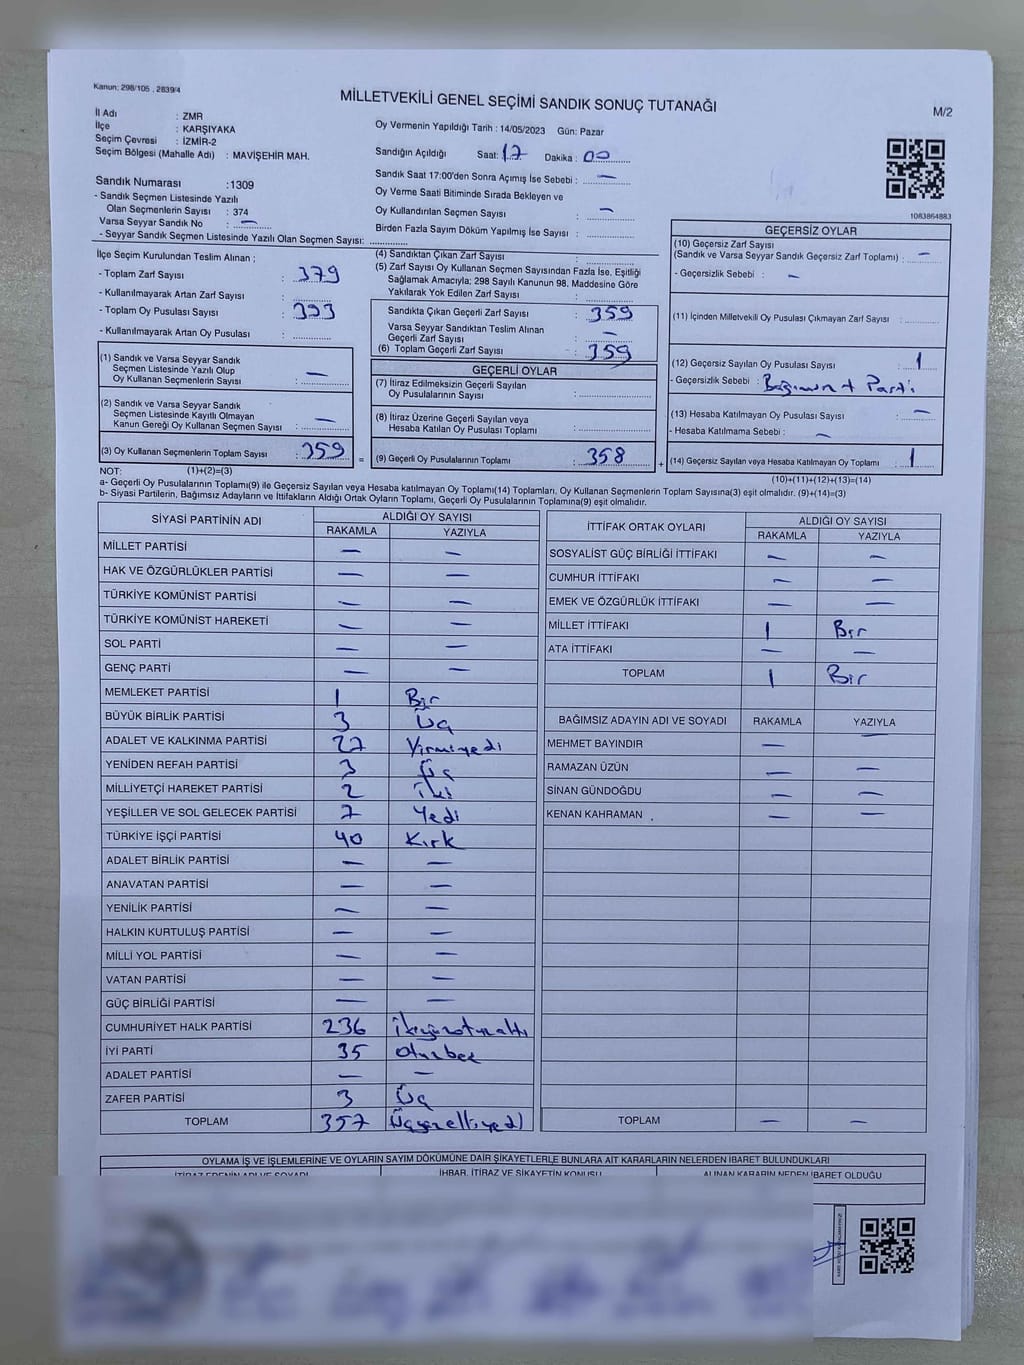 Kanun: 298/105 , 2839/4
MİLLETVEKİLİ GENEL SEÇİMİ SANDIK SONUÇ TUTANAĞI
M/2
İl Adı : ZMR
İlçe : KARŞIYAKA
Seçim Çevresi : İZMİR-2
Seçim Bölgesi (Mahalle Adı) : MAVİŞEHİR MAH.
Sandık Numarası :1309
- Sandık Seçmen Listesinde Yazılı
Olan Seçmenlerin Sayısı : 374
Varsa Seyyar Sandık No : —
- Seyyar Sandık Seçmen Listesinde Yazılı Olan Seçmen Sayısı:
Oy Vermenin Yapıldığı Tarih : 14/05/2023 Gün: Pazar
Sandığın Açıldığı Saat: 17 Dakika : 00
Sandık Saat 17:00'den Sonra Açımış İse Sebebi : —
Oy Verme Saati Bitiminde Sırada Bekleyen ve
Oy Kullandırılan Seçmen Sayısı : —
Birden Fazla Sayım Döküm Yapılmış İse Sayısı :
1083864883
İlçe Seçim Kurulundan Teslim Alınan ;
- Toplam Zarf Sayısı : 379
- Kullanılmayarak Artan Zarf Sayısı :
- Toplam Oy Pusulası Sayısı : 393
- Kullanılmayarak Artan Oy Pusulası :
(1) Sandık ve Varsa Seyyar Sandık
Seçmen Listesinde Yazılı Olup
Oy Kullanan Seçmenlerin Sayısı : —
(2) Sandık ve Varsa Seyyar Sandık
Seçmen Listesinde Kayıtlı Olmayan
Kanun Gereği Oy Kullanan Seçmen Sayısı : —
(3) Oy Kullanan Seçmenlerin Toplam Sayısı : 359 =
(4) Sandıktan Çıkan Zarf Sayısı :
(5) Zarf Sayısı Oy Kullanan Seçmen Sayısından Fazla İse, Eşitliği
Sağlamak Amacıyla; 298 Sayılı Kanunun 98. Maddesine Göre
Yakılarak Yok Edilen Zarf Sayısı :
Sandıkta Çıkan Geçerli Zarf Sayısı : 359
Varsa Seyyar Sandıktan Teslim Alınan
Geçerli Zarf Sayısı : —
(6) Toplam Geçerli Zarf Sayısı : 359
GEÇERLİ OYLAR
(7) İtiraz Edilmeksizin Geçerli Sayılan
Oy Pusulalarının Sayısı :
(8) İtiraz Üzerine Geçerli Sayılan veya
Hesaba Katılan Oy Pusulası Toplamı :
(9) Geçerli Oy Pusulalarının Toplamı : 358 +
GEÇERSİZ OYLAR
(10) Geçersiz Zarf Sayısı
(Sandık ve Varsa Seyyar Sandık Geçersiz Zarf Toplamı) : —
- Geçersizlik Sebebi : —
(11) İçinden Milletvekili Oy Pusulası Çıkmayan Zarf Sayısı :
(12) Geçersiz Sayılan Oy Pusulası Sayısı : 1
- Geçersizlik Sebebi : Bağımsız + Parti
(13) Hesaba Katılmayan Oy Pusulası Sayısı : —
- Hesaba Katılmama Sebebi : —
(14) Geçersiz Sayılan veya Hesaba Katılmayan Oy Toplamı : 1
NOT: (1)+(2)=(3)
(10)+(11)+(12)+(13)=(14)
a- Geçerli Oy Pusulalarının Toplamı(9) ile Geçersiz Sayılan veya Hesaba Katılmayan Oy Toplamı(14) Toplamları, Oy Kullanan Seçmenlerin Toplam Sayısına(3) eşit olmalıdır. (9)+(14)=(3)
b- Siyasi Partilerin, Bağımsız Adayların ve İttifakların Aldığı Ortak Oyların Toplamı, Geçerli Oy Pusulalarının Toplamına(9) eşit olmalıdır.
SİYASİ PARTİNİN ADI ALDIĞI OY SAYISI
RAKAMLA YAZIYLA
MİLLET PARTİSİ — —
HAK VE ÖZGÜRLÜKLER PARTİSİ — —
TÜRKİYE KOMÜNİST PARTİSİ — —
TÜRKİYE KOMÜNİST HAREKETİ — —
SOL PARTİ — —
GENÇ PARTİ — —
MEMLEKET PARTİSİ 1 Bir
BÜYÜK BİRLİK PARTİSİ 3 Üç
ADALET VE KALKINMA PARTİSİ 27 Yirmiyedi
YENİDEN REFAH PARTİSİ 3 Üç
MİLLİYETÇİ HAREKET PARTİSİ 2 İki
YEŞİLLER VE SOL GELECEK PARTİSİ 7 Yedi
TÜRKİYE İŞÇİ PARTİSİ 40 Kırk
ADALET BİRLİK PARTİSİ — —
ANAVATAN PARTİSİ — —
YENİLİK PARTİSİ — —
HALKIN KURTULUŞ PARTİSİ — —
MİLLİ YOL PARTİSİ — —
VATAN PARTİSİ — —
GÜÇ BİRLİĞİ PARTİSİ — —
CUMHURİYET HALK PARTİSİ 236 İkiyüzotuzaltı
İYİ PARTİ 35 Otuzbeş
ADALET PARTİSİ — —
ZAFER PARTİSİ 3 Üç
TOPLAM 357 Üçyüzelliyedi
İTTİFAK ORTAK OYLARI ALDIĞI OY SAYISI
RAKAMLA YAZIYLA
SOSYALİST GÜÇ BİRLİĞİ İTTİFAKI — —
CUMHUR İTTİFAKI — —
EMEK VE ÖZGÜRLÜK İTTİFAKI — —
MİLLET İTTİFAKI 1 Bir
ATA İTTİFAKI — —
TOPLAM 1 Bir
BAĞIMSIZ ADAYIN ADI VE SOYADI RAKAMLA YAZIYLA
MEHMET BAYINDIR — —
RAMAZAN ÜZÜN — —
SİNAN GÜNDOĞDU — —
KENAN KAHRAMAN — —
TOPLAM — —
OYLAMA İŞ VE İŞLEMLERİNE VE OYLARIN SAYIM DÖKÜMÜNE DAİR ŞİKAYETLERLE BUNLARA AİT KARARLARIN NELERDEN İBARET BULUNDUKLARI
İTİRAZ EDENİN ADI VE SOYADI İHBAR, İTİRAZ VE ŞİKAYETİN KONUSU ALINAN KARARIN NEDEN İBARET OLDUĞU